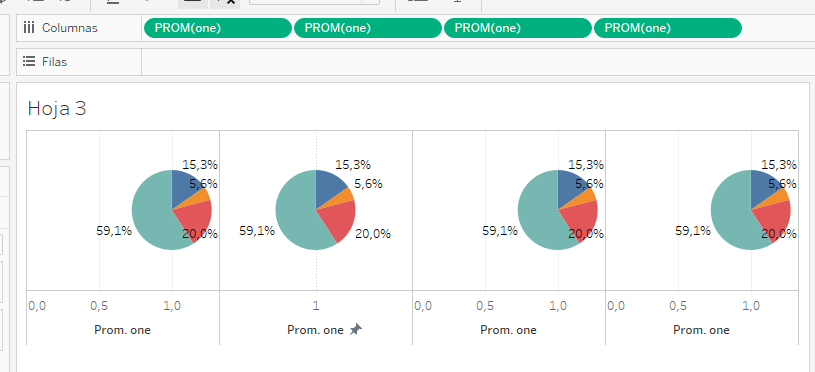 Columnas PROM(one) PROM(one) PROM(one) PROM(one)
Filas
Hoja 3
15,3% 15,3% 15,3% 15,3%
5,6% 5,6% 5,6% 5,6%
59,1% 20,0% 59,1% 20,0% 59,1% 20,0% 59,1% 20,0%
0,0 0,5 1,0 1 0,0 0,5 1,0 0,0 0,5 1,0
Prom. one Prom. one Prom. one Prom. one